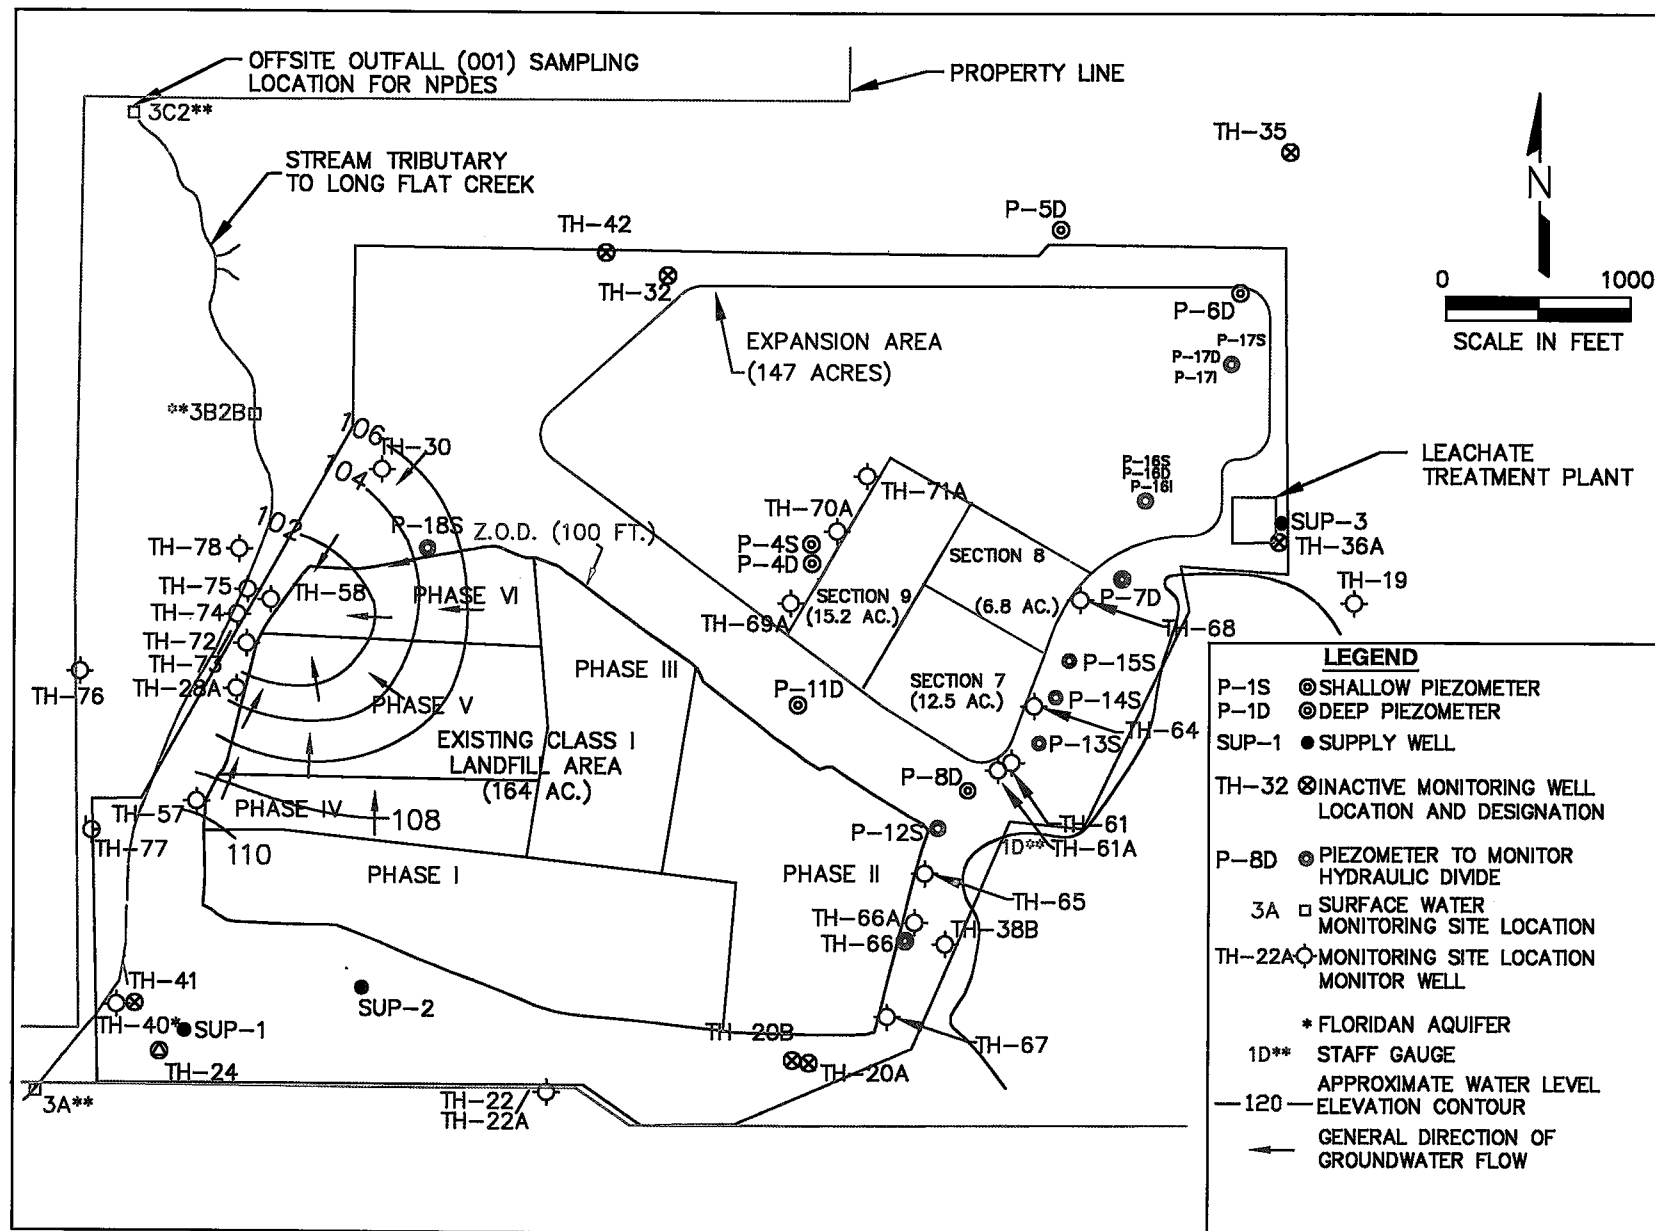 OFFSITE OUTFALL (001) SAMPLING
LOCATION FOR NPDES
PROPERTY LINE
3C2**
TH-35
STREAM TRIBUTARY
TO LONG FLAT CREEK
N
P-5D
TH-42
TH-32
0 1000
SCALE IN FEET
P-6D
EXPANSION AREA
(147 ACRES)
P-17S
P-17D
P-17I
**3B2B
106
TH-30
104
LEACHATE
TREATMENT PLANT
P-16S
P-16D
P-16I
TH-71A
TH-70A
102
P-18S
Z.O.D. (100 FT.)
SUP-3
TH-36A
TH-78
P-4S
P-4D
SECTION 8
(6.8 AC.)
TH-19
TH-75
TH-58
PHASE VI
SECTION 9
(15.2 AC.)
P-7D
TH-74
TH-69A
TH-68
TH-72
TH-73
PHASE III
P-15S
TH-76
TH-28A
P-11D
SECTION 7
(12.5 AC.)
P-14S
PHASE V
TH-64
EXISTING CLASS I
LANDFILL AREA
(164 AC.)
P-13S
P-8D
PHASE IV
108
TH-57
P-12S
TH-61
TH-77
110
1D**
TH-61A
PHASE I
PHASE II
TH-65
TH-66A
TH-38B
TH-66
TH-41
SUP-2
TH-40*
SUP-1
TH-20B
TH-67
TH-24
TH-20A
3A**
TH-22
TH-22A
LEGEND
P-1S SHALLOW PIEZOMETER
P-1D DEEP PIEZOMETER
SUP-1 SUPPLY WELL
TH-32 INACTIVE MONITORING WELL
LOCATION AND DESIGNATION
P-8D PIEZOMETER TO MONITOR
HYDRAULIC DIVIDE
3A SURFACE WATER
MONITORING SITE LOCATION
TH-22A MONITORING SITE LOCATION
MONITOR WELL
* FLORIDAN AQUIFER
1D** STAFF GAUGE
APPROXIMATE WATER LEVEL
120 ELEVATION CONTOUR
GENERAL DIRECTION OF
GROUNDWATER FLOW